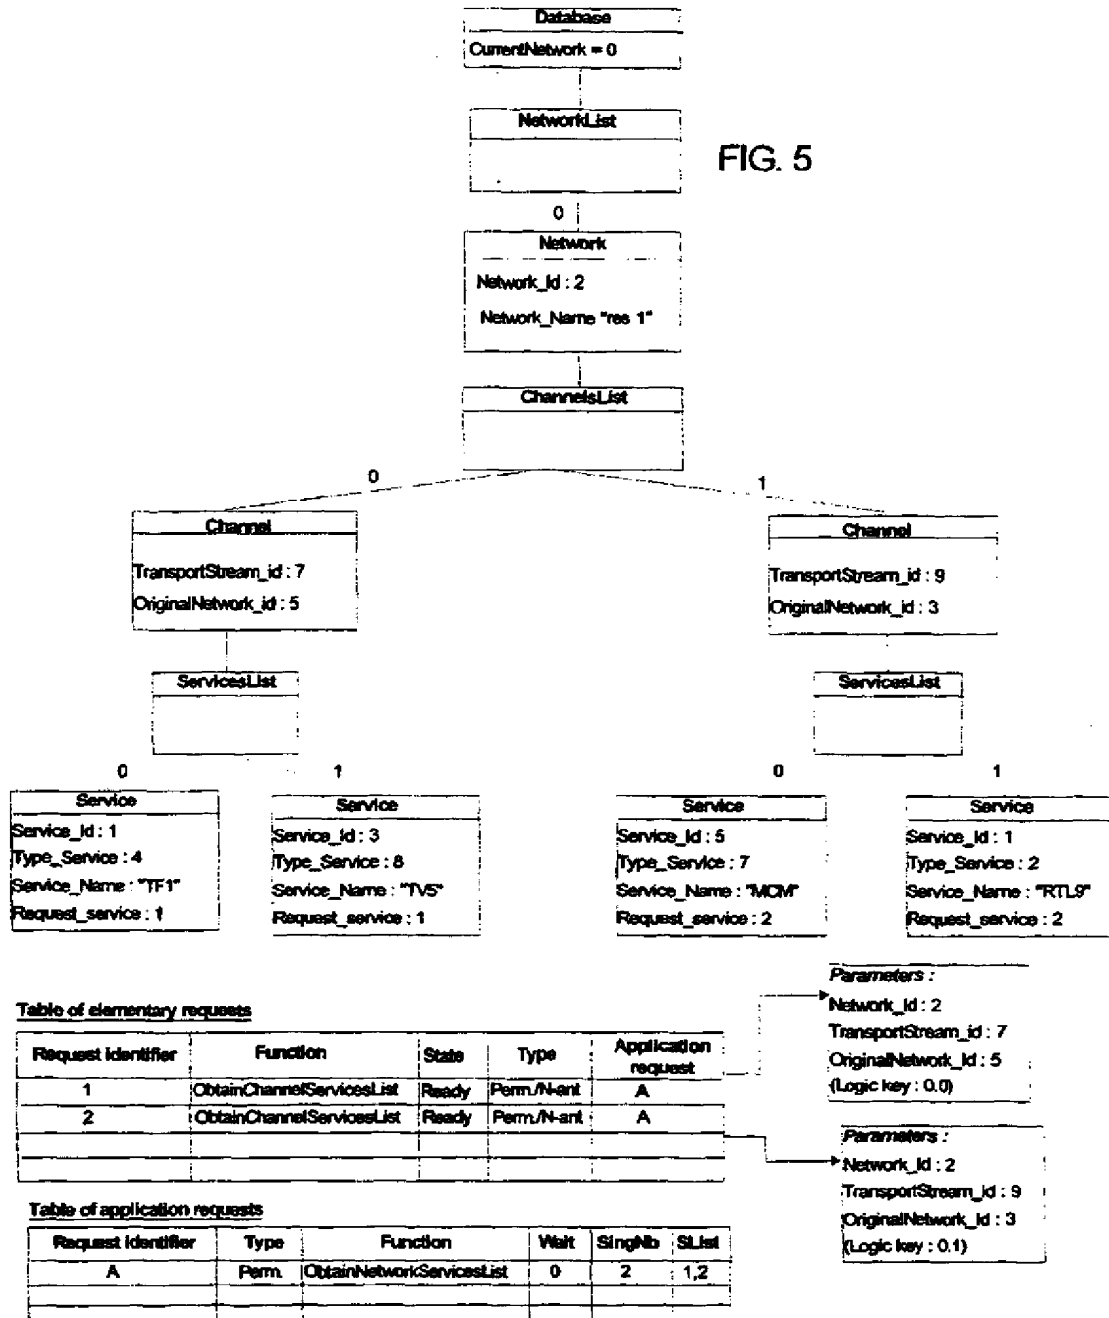 Database
CurrentNetwork = 0
NetworkList
FIG. 5
0
Network
Network_Id : 2
Network_Name "res 1"
ChannelsList
0
1
Channel
TransportStream_id : 7
OriginalNetwork_id : 5
Channel
TransportStream_id : 9
OriginalNetwork_id : 3
ServicesList
ServicesList
0
1
0
1
Service
Service_Id : 1
Type_Service : 4
Service_Name : "TF1"
Request_service : 1
Service
Service_Id : 3
Type_Service : 8
Service_Name : "TV5"
Request_service : 1
Service
Service_Id : 5
Type_Service : 7
Service_Name : "MCM"
Request_service : 2
Service
Service_Id : 1
Type_Service : 2
Service_Name : "RTL9"
Request_service : 2
Table of elementary requests
Request identifier Function State Type Application request
1 ObtainChannelServicesList Ready Perm./N-ant A
2 ObtainChannelServicesList Ready Perm./N-ant A
Parameters :
Network_Id : 2
TransportStream_id : 7
OriginalNetwork_Id : 5
(Logic key : 0.0)
Parameters :
Network_Id : 2
TransportStream_id : 9
OriginalNetwork_Id : 3
(Logic key : 0.1)
Table of application requests
Request identifier Type Function Wait SingNb SList
A Perm. ObtainNetworkServicesList 0 2 1,2